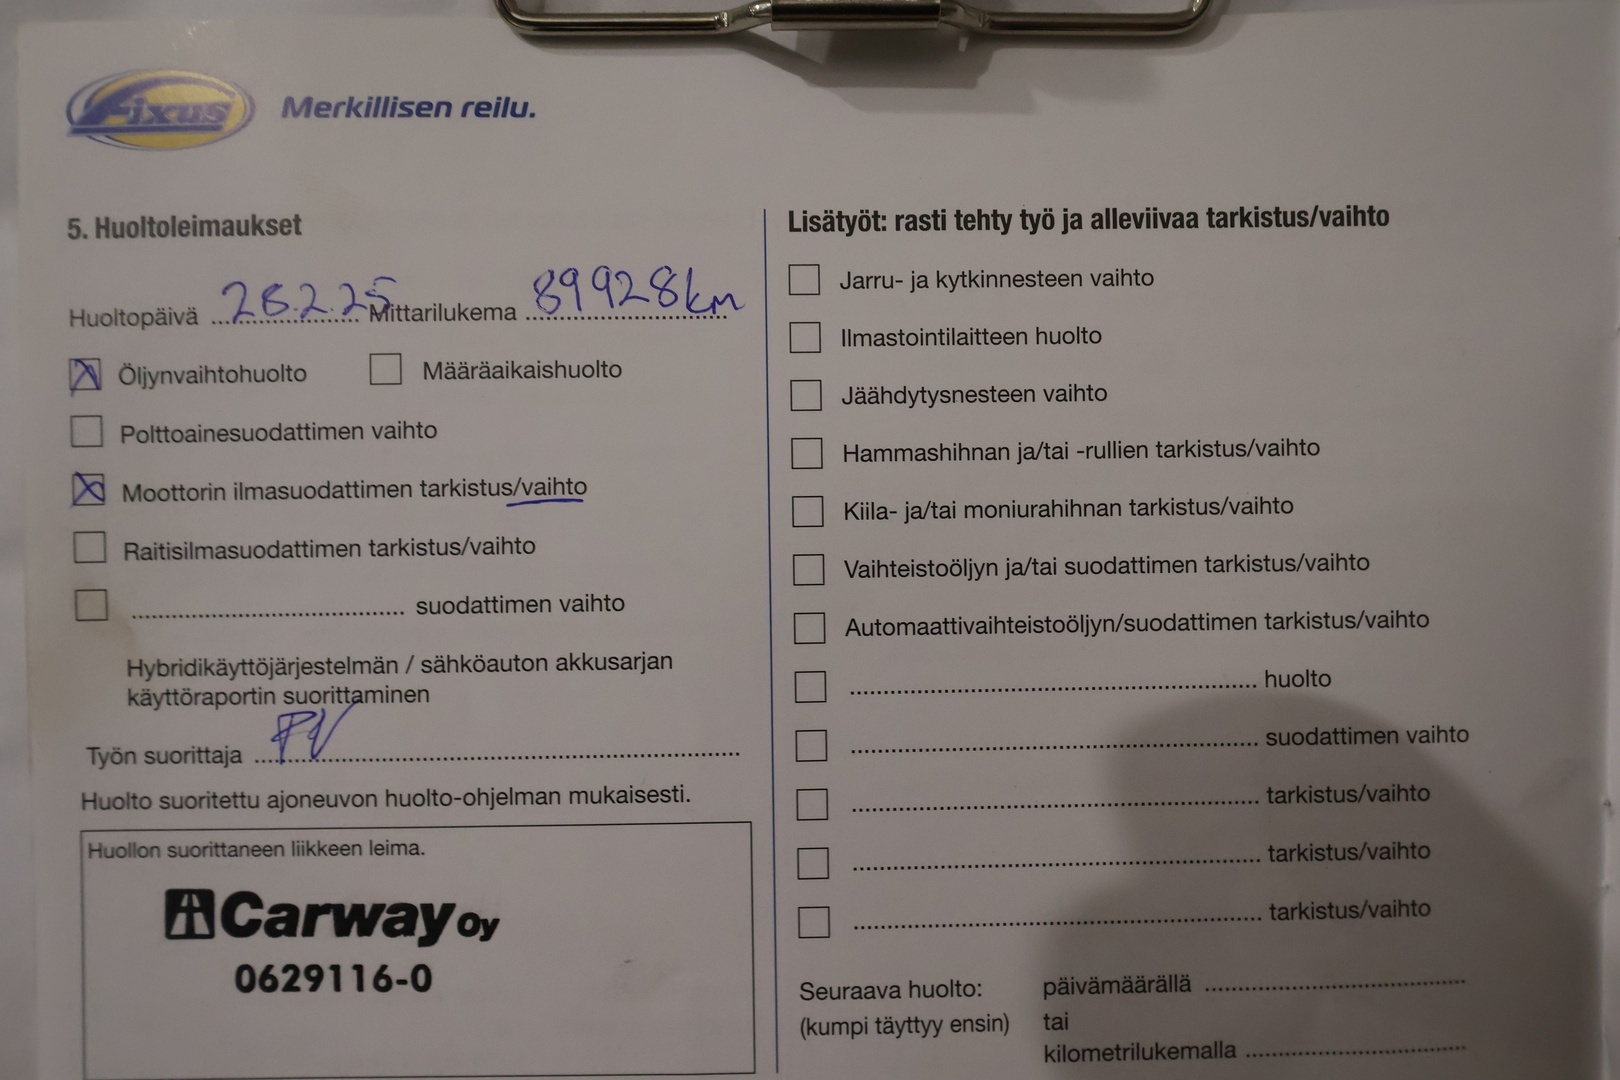 Fixus Merkillisen reilu.
5. Huoltoleimaukset
Huoltopäivä 28.2.25 Mittarilukema 89928km
Öljynvaihtohuolto Määräaikaishuolto
Polttoainesuodattimen vaihto
Moottorin ilmasuodattimen tarkistus/vaihto
Raitisilmasuodattimen tarkistus/vaihto
suodattimen vaihto
Hybridikäyttöjärjestelmän / sähköauton akkusarjan
käyttöraportin suorittaminen
Työn suorittaja PV
Huolto suoritettu ajoneuvon huolto-ohjelman mukaisesti.
Huollon suorittaneen liikkeen leima.
Carway Oy
0629116-0
Lisätyöt: rasti tehty työ ja alleviivaa tarkistus/vaihto
Jarru- ja kytkinnesteen vaihto
Ilmastointilaitteen huolto
Jäähdytysnesteen vaihto
Hammashihnan ja/tai -rullien tarkistus/vaihto
Kiila- ja/tai moniurahihnan tarkistus/vaihto
Vaihteistoöljyn ja/tai suodattimen tarkistus/vaihto
Automaattivaihteistoöljyn/suodattimen tarkistus/vaihto
huolto
suodattimen vaihto
tarkistus/vaihto
tarkistus/vaihto
tarkistus/vaihto
Seuraava huolto: päivämäärällä
(kumpi täyttyy ensin) tai
kilometrilukemalla